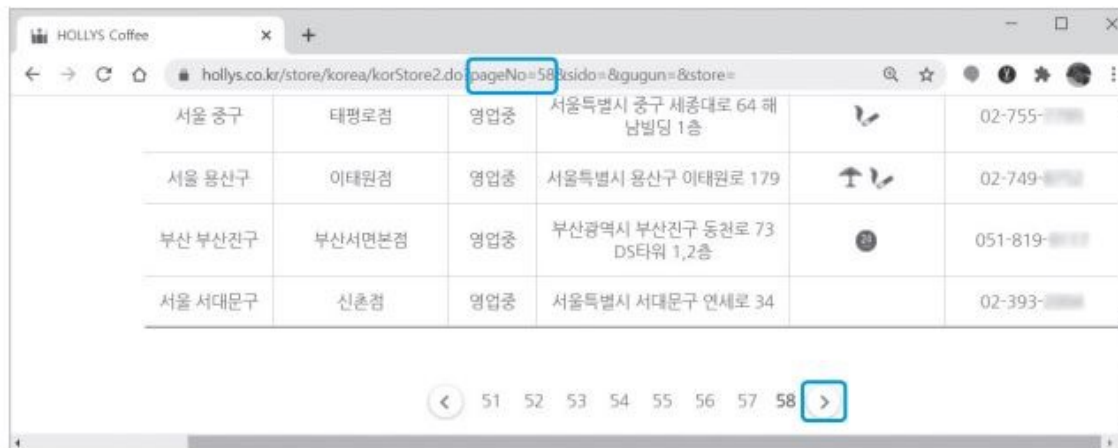 HOLLYS Coffee
hollys.co.kr/store/korea/korStore2.do?pageNo=58&sido=&gugun=&store=
서울 중구 태평로점 영업중 서울특별시 중구 세종대로 64 해
남빌딩 1층 02-755-
서울 용산구 이태원점 영업중 서울특별시 용산구 이태원로 179 02-749-
부산 부산진구 부산서면본점 영업중 부산광역시 부산진구 동천로 73
DS타워 1,2층 051-819-
서울 서대문구 신촌점 영업중 서울특별시 서대문구 연세로 34 02-393-
51 52 53 54 55 56 57 58